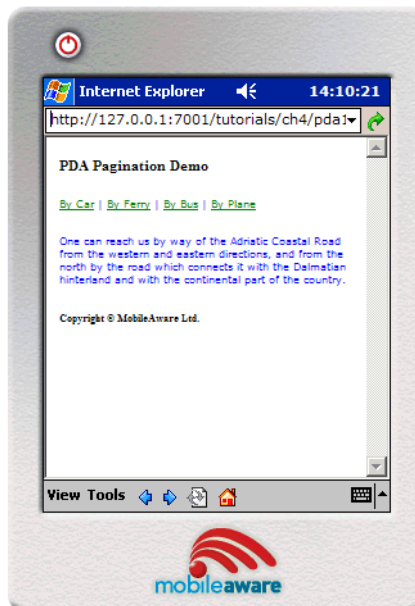 Internet Explorer 14:10:21
http://127.0.0.1:7001/tutorials/ch4/pda1
PDA Pagination Demo
By Car | By Ferry | By Bus | By Plane
One can reach us by way of the Adriatic Coastal Road
from the western and eastern directions, and from the
north by the road which connects it with the Dalmatian
hinterland and with the continental part of the country.
Copyright © MobileAware Ltd.
View Tools
mobileaware